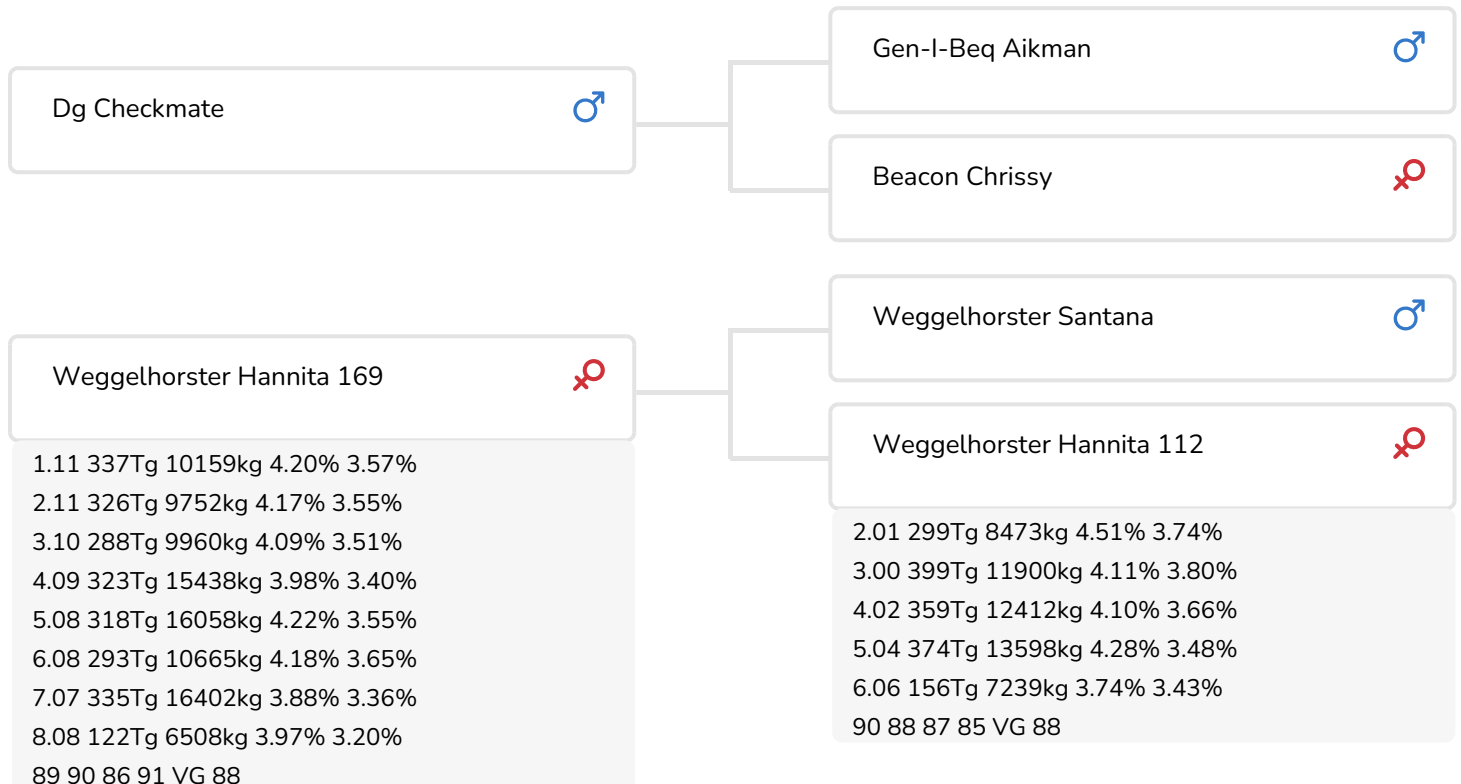 Gen-I-Beq Aikman
Dg Checkmate
Beacon Chrissy
Weggelhorster Santana
Weggelhorster Hannita 169
Weggelhorster Hannita 112
1.11 337Tg 10159kg 4.20% 3.57%
2.11 326Tg 9752kg 4.17% 3.55%
3.10 288Tg 9960kg 4.09% 3.51%
4.09 323Tg 15438kg 3.98% 3.40%
5.08 318Tg 16058kg 4.22% 3.55%
6.08 293Tg 10665kg 4.18% 3.65%
7.07 335Tg 16402kg 3.88% 3.36%
8.08 122Tg 6508kg 3.97% 3.20%
89 90 86 91 VG 88
2.01 299Tg 8473kg 4.51% 3.74%
3.00 399Tg 11900kg 4.11% 3.80%
4.02 359Tg 12412kg 4.10% 3.66%
5.04 374Tg 13598kg 4.28% 3.48%
6.06 156Tg 7239kg 3.74% 3.43%
90 88 87 85 VG 88